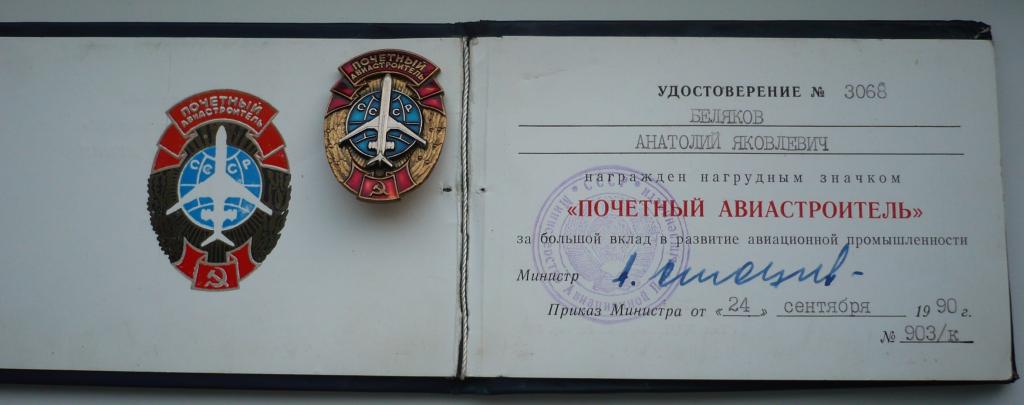 ПОЧЕТНЫЙ
АВИАСТРОИТЕЛЬ
СССР
ПОЧЕТНЫЙ
АВИАСТРОИТЕЛЬ
СССР
УДОСТОВЕРЕНИЕ № 3068
БЕЛЯКОВ
АНАТОЛИЙ ЯКОВЛЕВИЧ
награжден нагрудным значком
«ПОЧЕТНЫЙ АВИАСТРОИТЕЛЬ»
за большой вклад в развитие авиационной промышленности
Министр
Приказ Министра от «24» сентября 1990 г.
№ 903/к
СССР